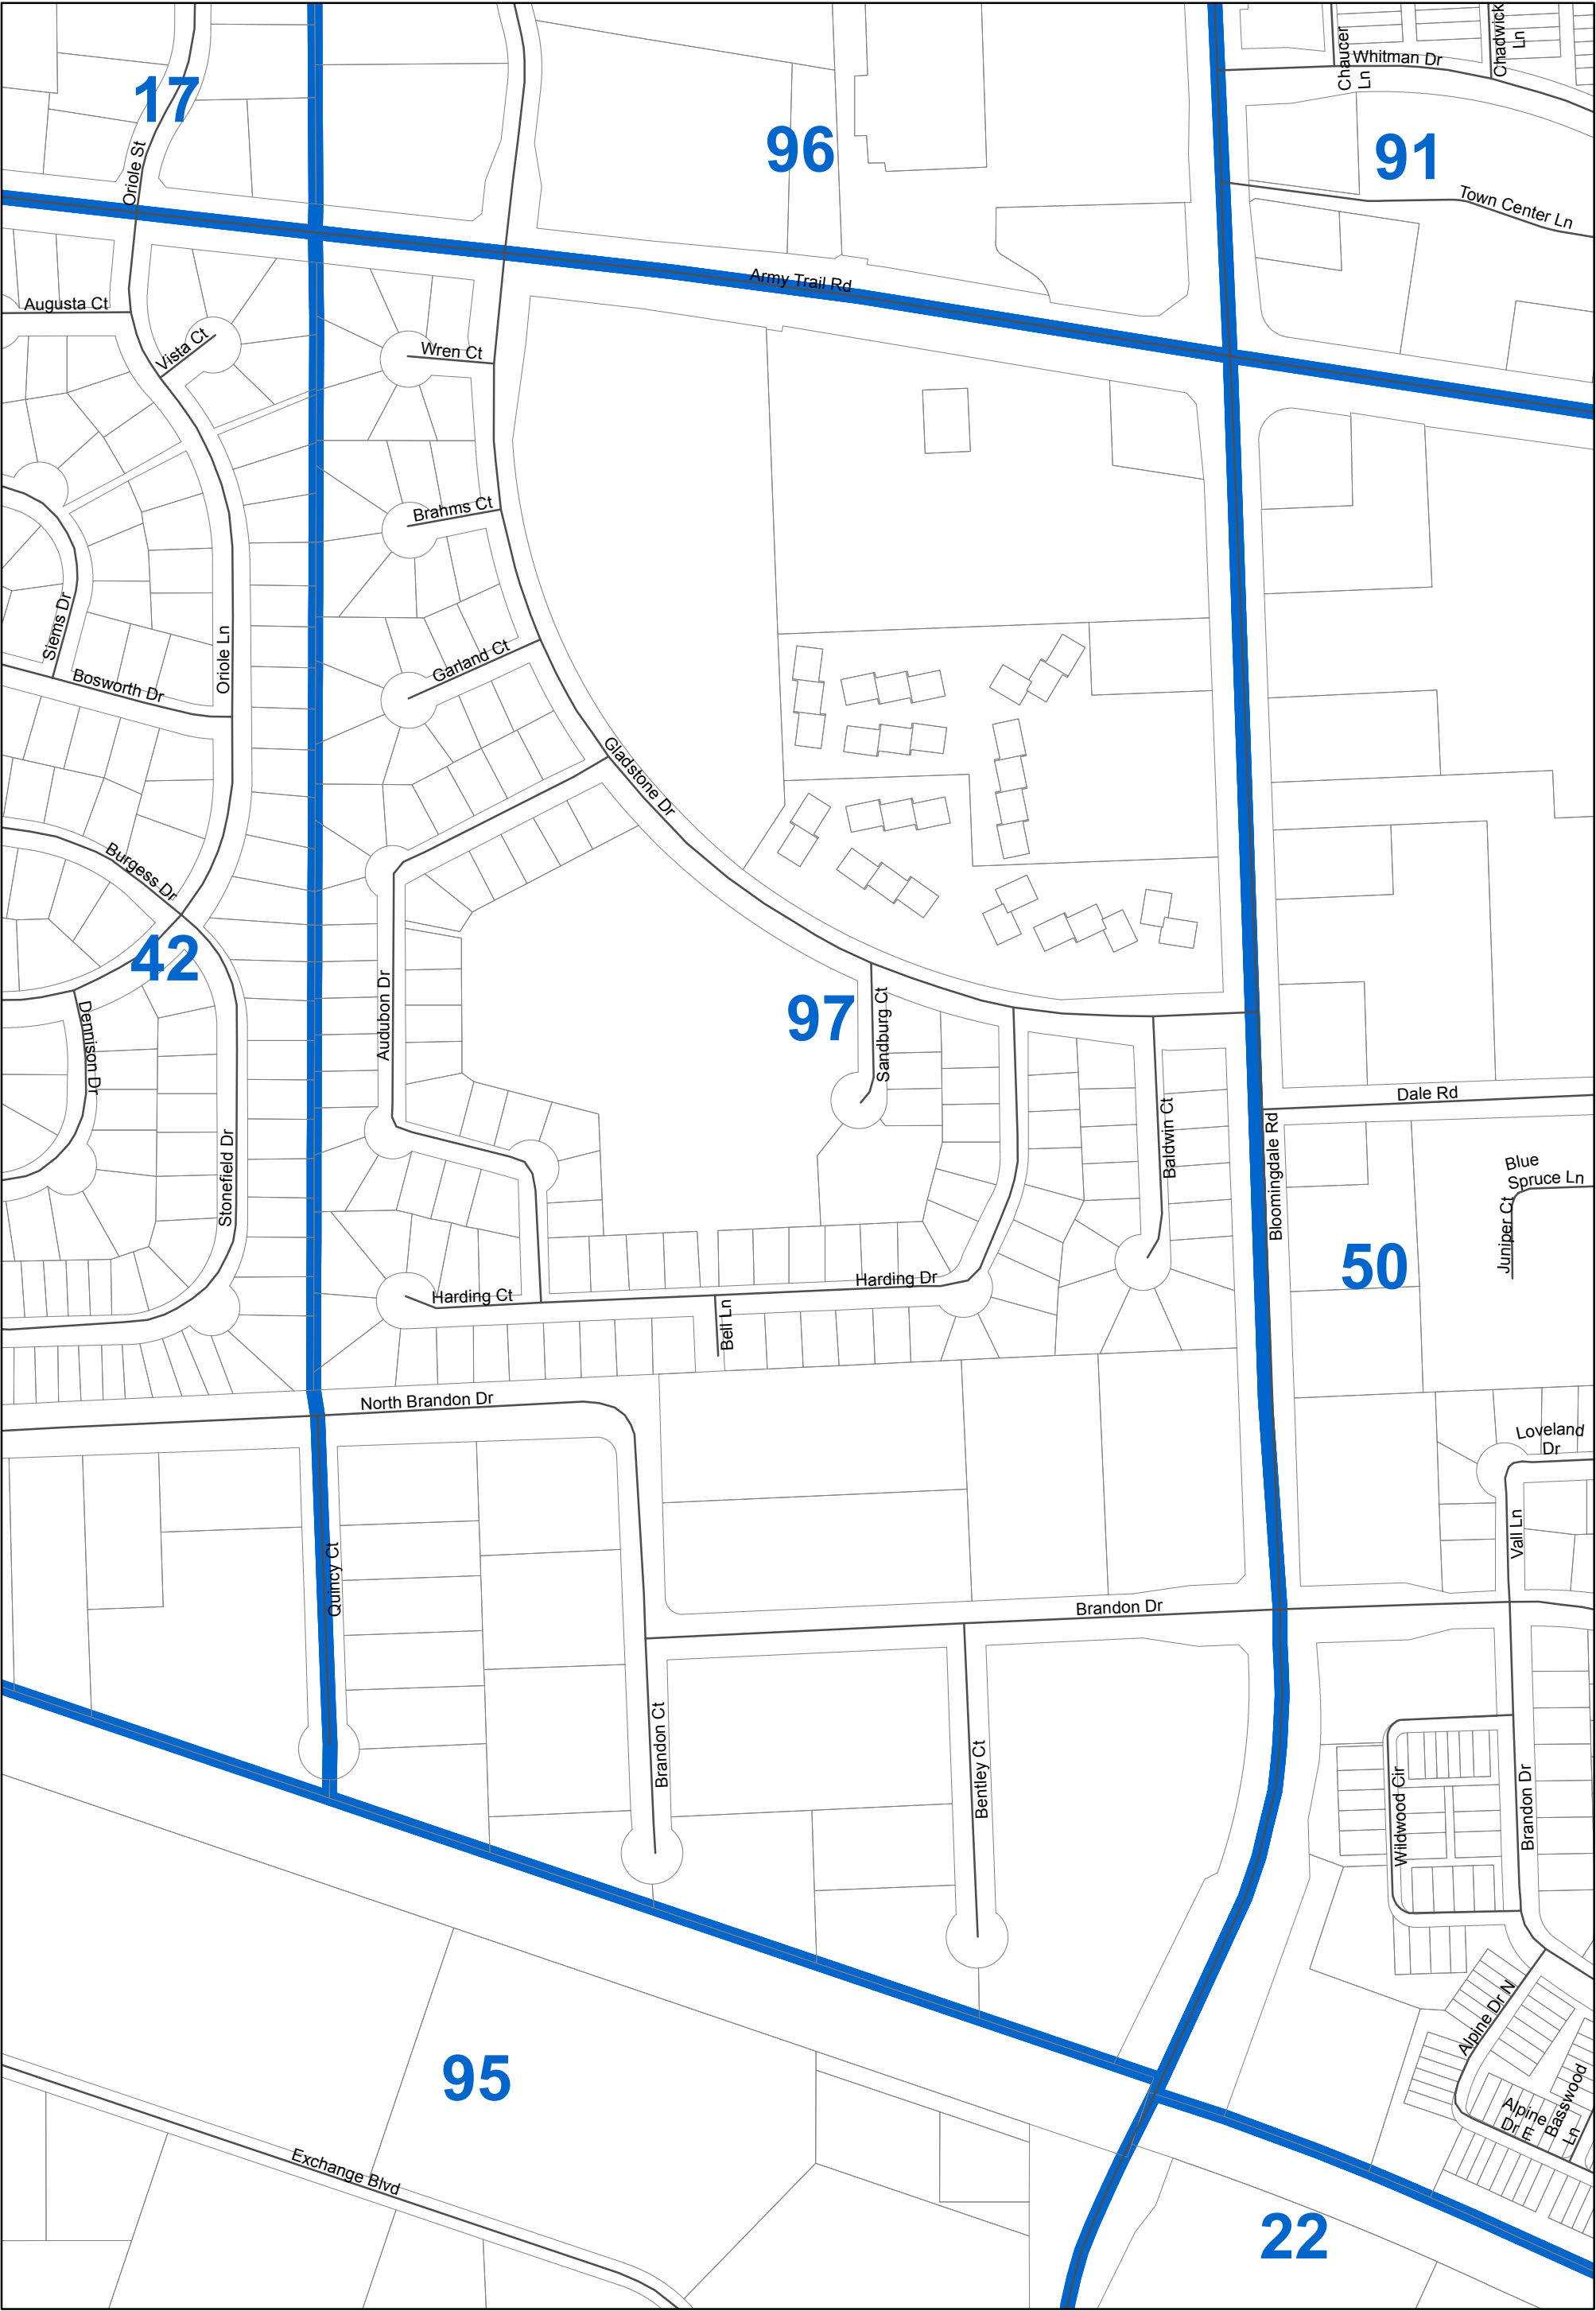 Chaucer
Ln
Whitman Dr
Chadwick
Ln
17
96
91
Oriole St
Town Center Ln
Army Trail Rd
Augusta Ct
Vista Ct
Wren Ct
Brahms Ct
Siems Dr
Oriole Ln
Garland Ct
Bosworth Dr
Gladstone Dr
Burgess Dr
42
97
Audubon Dr
Sandburg Ct
Dennison Dr
Baldwin Ct
Dale Rd
Bloomingdale Rd
Stonefield Dr
Blue
Spruce Ln
Juniper Ct
50
Harding Dr
Harding Ct
Bell Ln
North Brandon Dr
Loveland
Dr
Vall Ln
Quincy Ct
Brandon Dr
Brandon Ct
Bentley Ct
Wildwood Cir
Brandon Dr
Alpine Dr N
95
Alpine
Dr E
Basswood
Ln
Exchange Blvd
22